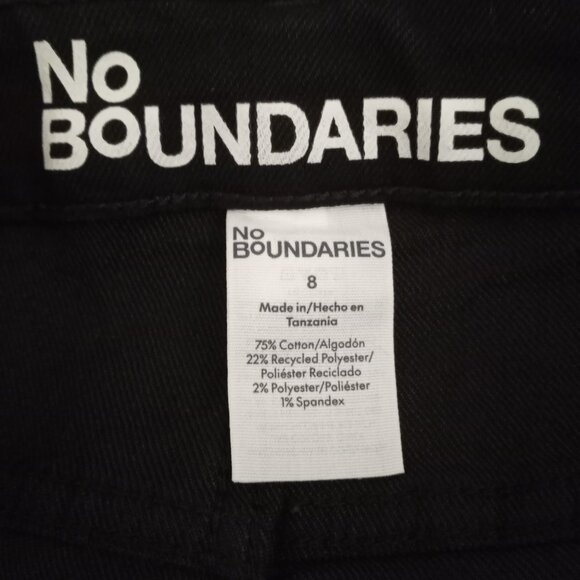 No
BOUNDARIES
No
BOUNDARIES
8
Made in/Hecho en
Tanzania
75% Cotton/Algodón
22% Recycled Polyester/
Poliéster Reciclado
2% Polyester/Poliéster
1% Spandex